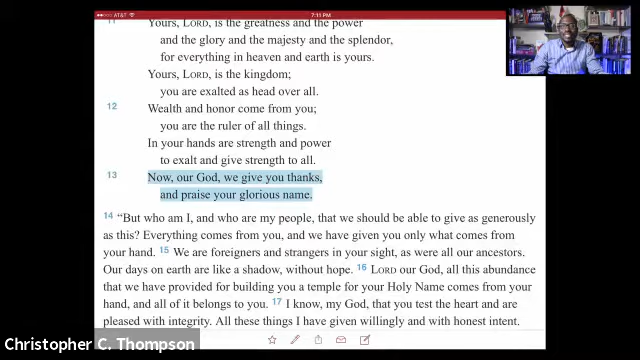 AT&T 7:11 PM
11 Yours, LORD, is the greatness and the power
and the glory and the majesty and the splendor,
for everything in heaven and earth is yours.
Yours, LORD, is the kingdom;
you are exalted as head over all.
12 Wealth and honor come from you;
you are the ruler of all things.
In your hands are strength and power
to exalt and give strength to all.
13 Now, our God, we give you thanks,
and praise your glorious name.
14 “But who am I, and who are my people, that we should be able to give as generously
as this? Everything comes from you, and we have given you only what comes from
your hand. 15 We are foreigners and strangers in your sight, as were all our ancestors.
Our days on earth are like a shadow, without hope. 16 LORD our God, all this abundance
that we have provided for building you a temple for your Holy Name comes from your
hand, and all of it belongs to you. 17 I know, my God, that you test the heart and are
pleased with integrity. All these things I have given willingly and with honest intent.
Christopher C. Thompson